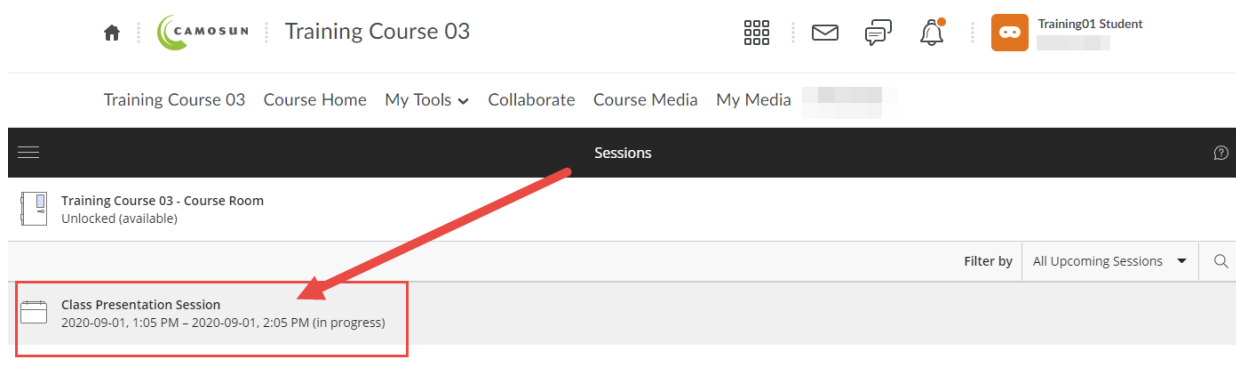 CAMOSUN Training Course 03 Training01 Student
Training Course 03 Course Home My Tools Collaborate Course Media My Media
Sessions
Training Course 03 - Course Room
Unlocked (available)
Filter by All Upcoming Sessions
Class Presentation Session
2020-09-01, 1:05 PM – 2020-09-01, 2:05 PM (in progress)